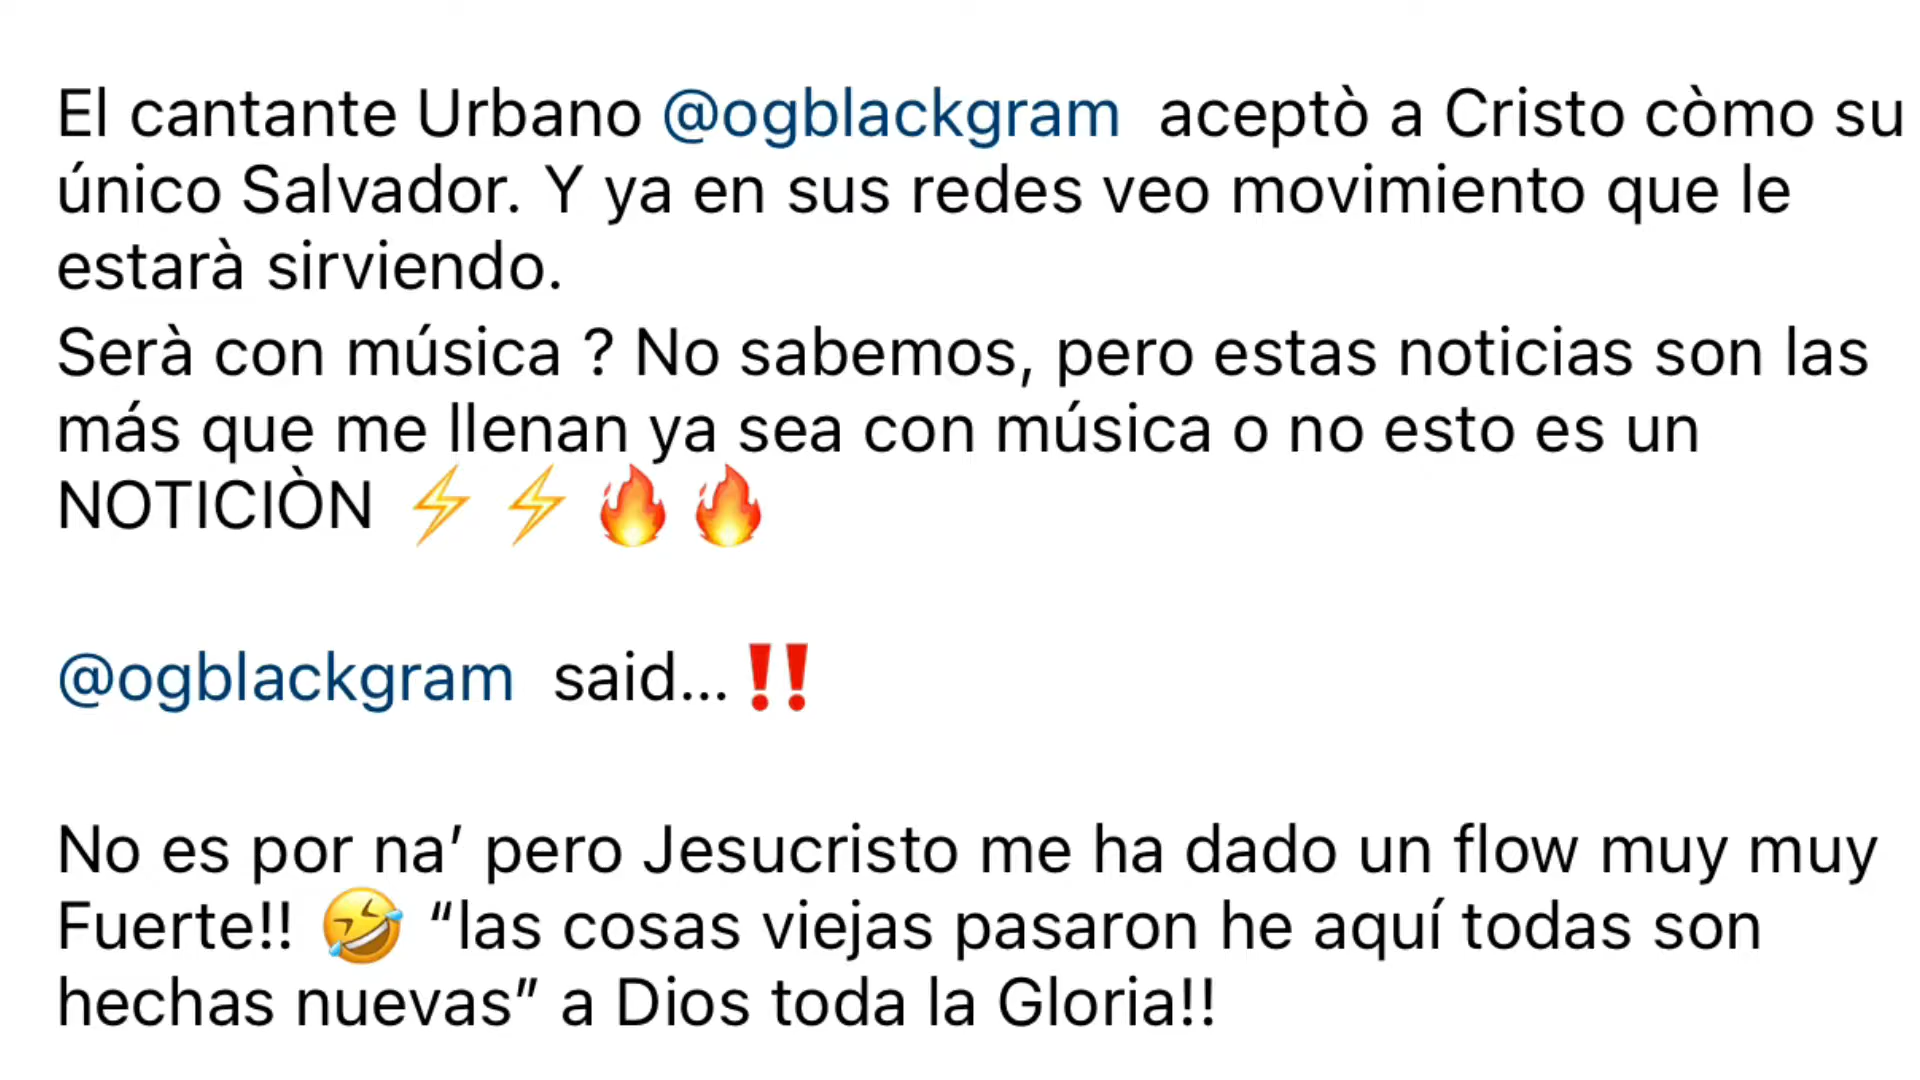 El cantante Urbano @ogblackgram aceptò a Cristo còmo su
único Salvador. Y ya en sus redes veo movimiento que le
estarà sirviendo.
Serà con música ? No sabemos, pero estas noticias son las
más que me llenan ya sea con música o no esto es un
NOTICIÒN ⚡ ⚡ 🔥 🔥
@ogblackgram said...‼️
No es por na’ pero Jesucristo me ha dado un flow muy muy
Fuerte!! 🤣 “las cosas viejas pasaron he aquí todas son
hechas nuevas” a Dios toda la Gloria!!